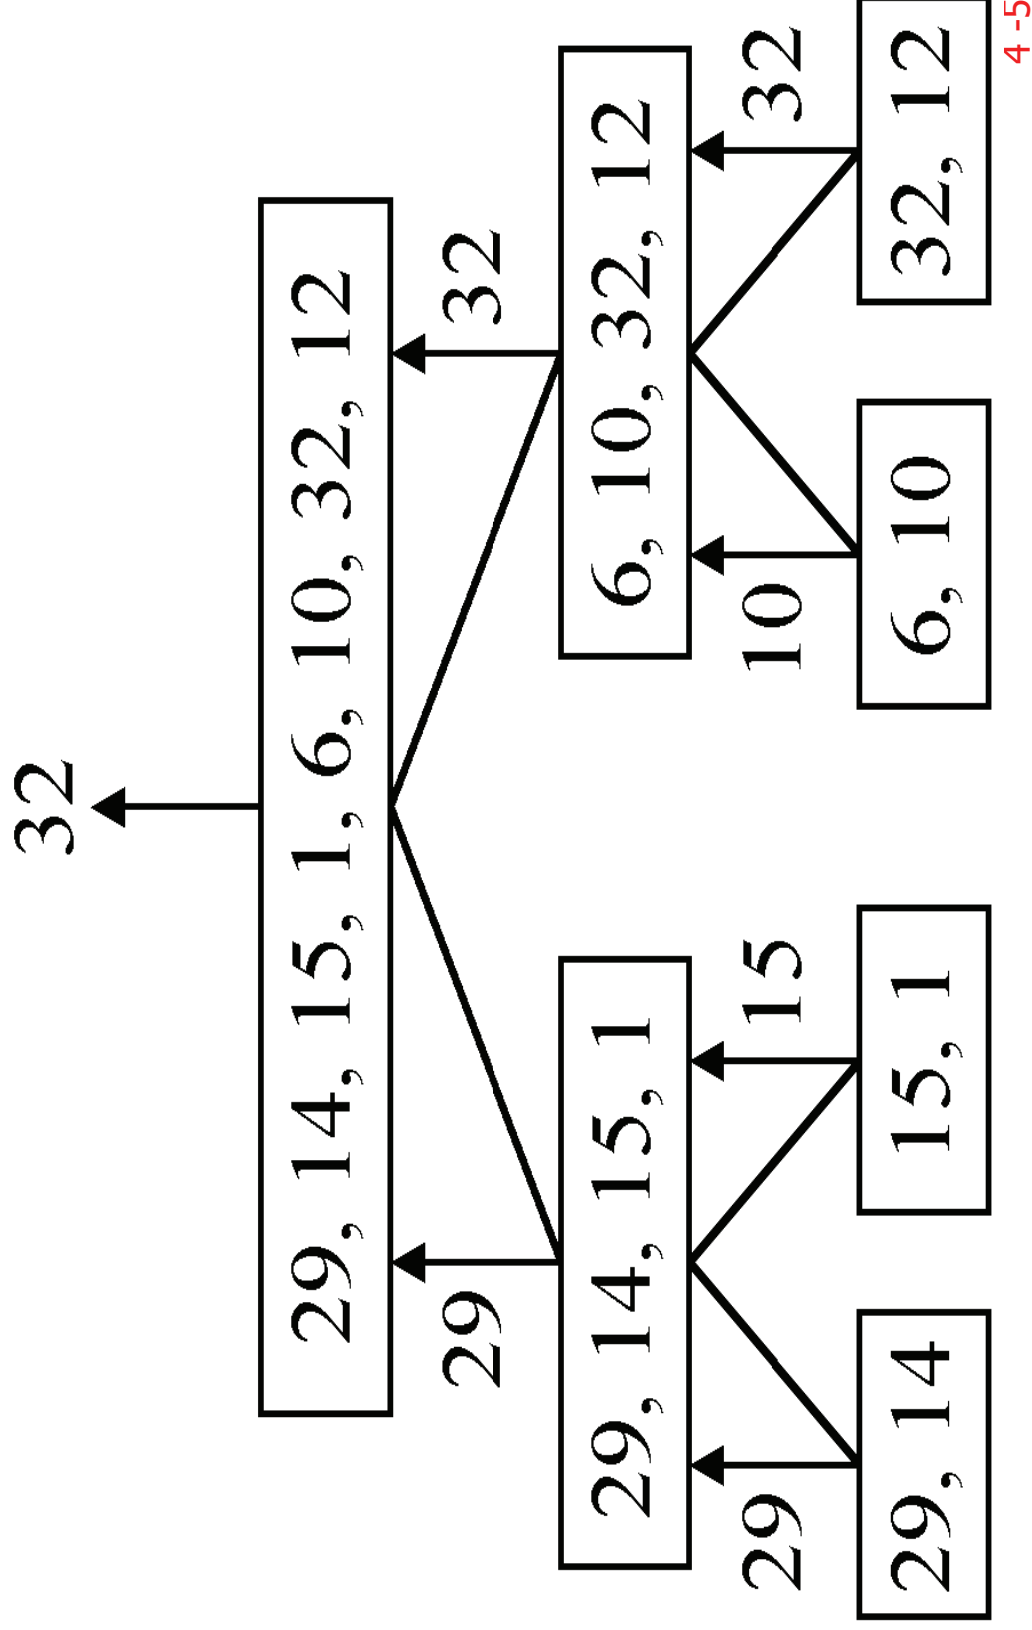 32
29, 14, 15, 1, 6, 10, 32, 12
29 32
29, 14, 15, 1 6, 10, 32, 12
29 15 10 32
29, 14 15, 1 6, 10 32, 12
4 -5